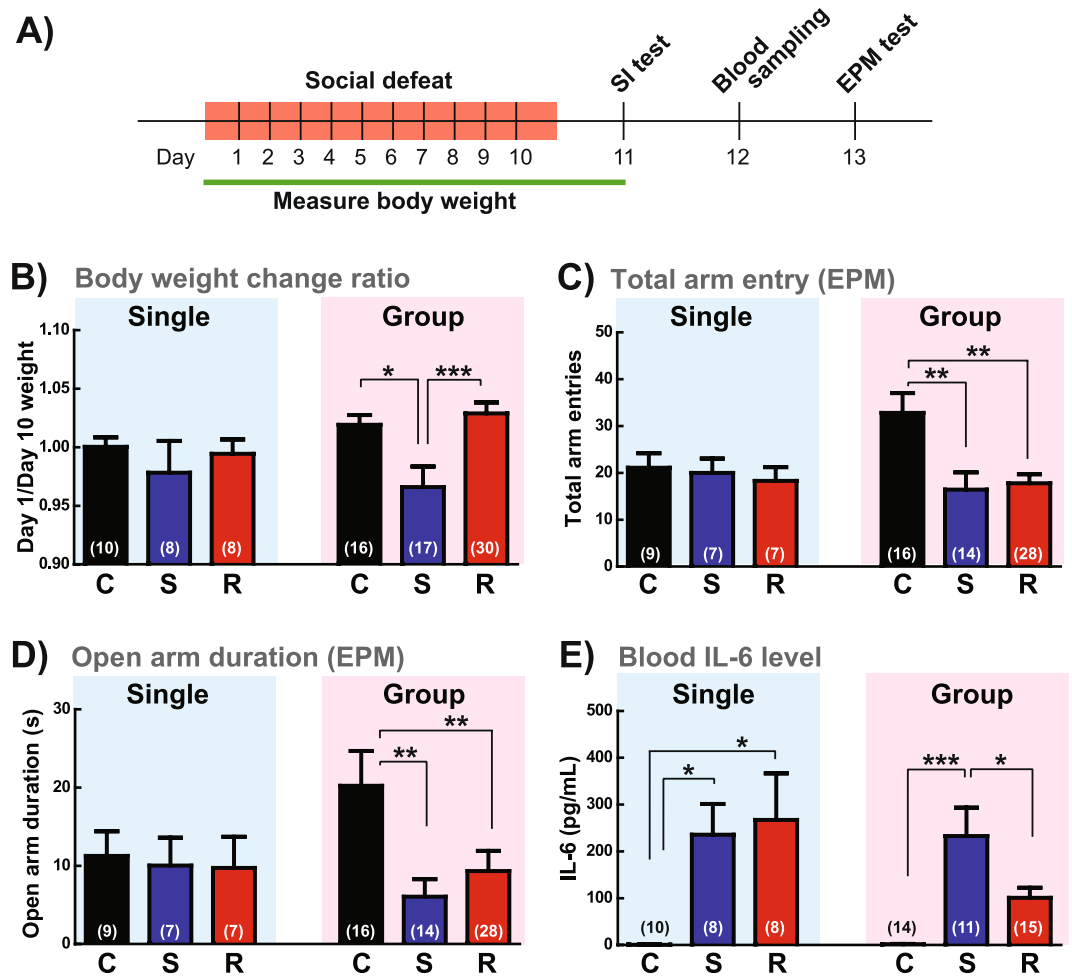 A)
Social defeat
SI test
Blood
sampling
EPM test
Day 1 2 3 4 5 6 7 8 9 10 11 12 13
Measure body weight
B) Body weight change ratio
Single Group
Day 1/Day 10 weight
1.10
1.05
1.00
0.95
0.90
* ***
(10) (8) (8) (16) (17) (30)
C S R C S R
C) Total arm entry (EPM)
Single Group
Total arm entries
50
40
30
20
10
0
**
**
(9) (7) (7) (16) (14) (28)
C S R C S R
D) Open arm duration (EPM)
Single Group
Open arm duration (s)
30
20
10
0
**
**
(9) (7) (7) (16) (14) (28)
C S R C S R
E) Blood IL-6 level
Single Group
IL-6 (pg/mL)
500
400
300
200
100
0
*
*
*** *
(10) (8) (8) (14) (11) (15)
C S R C S R